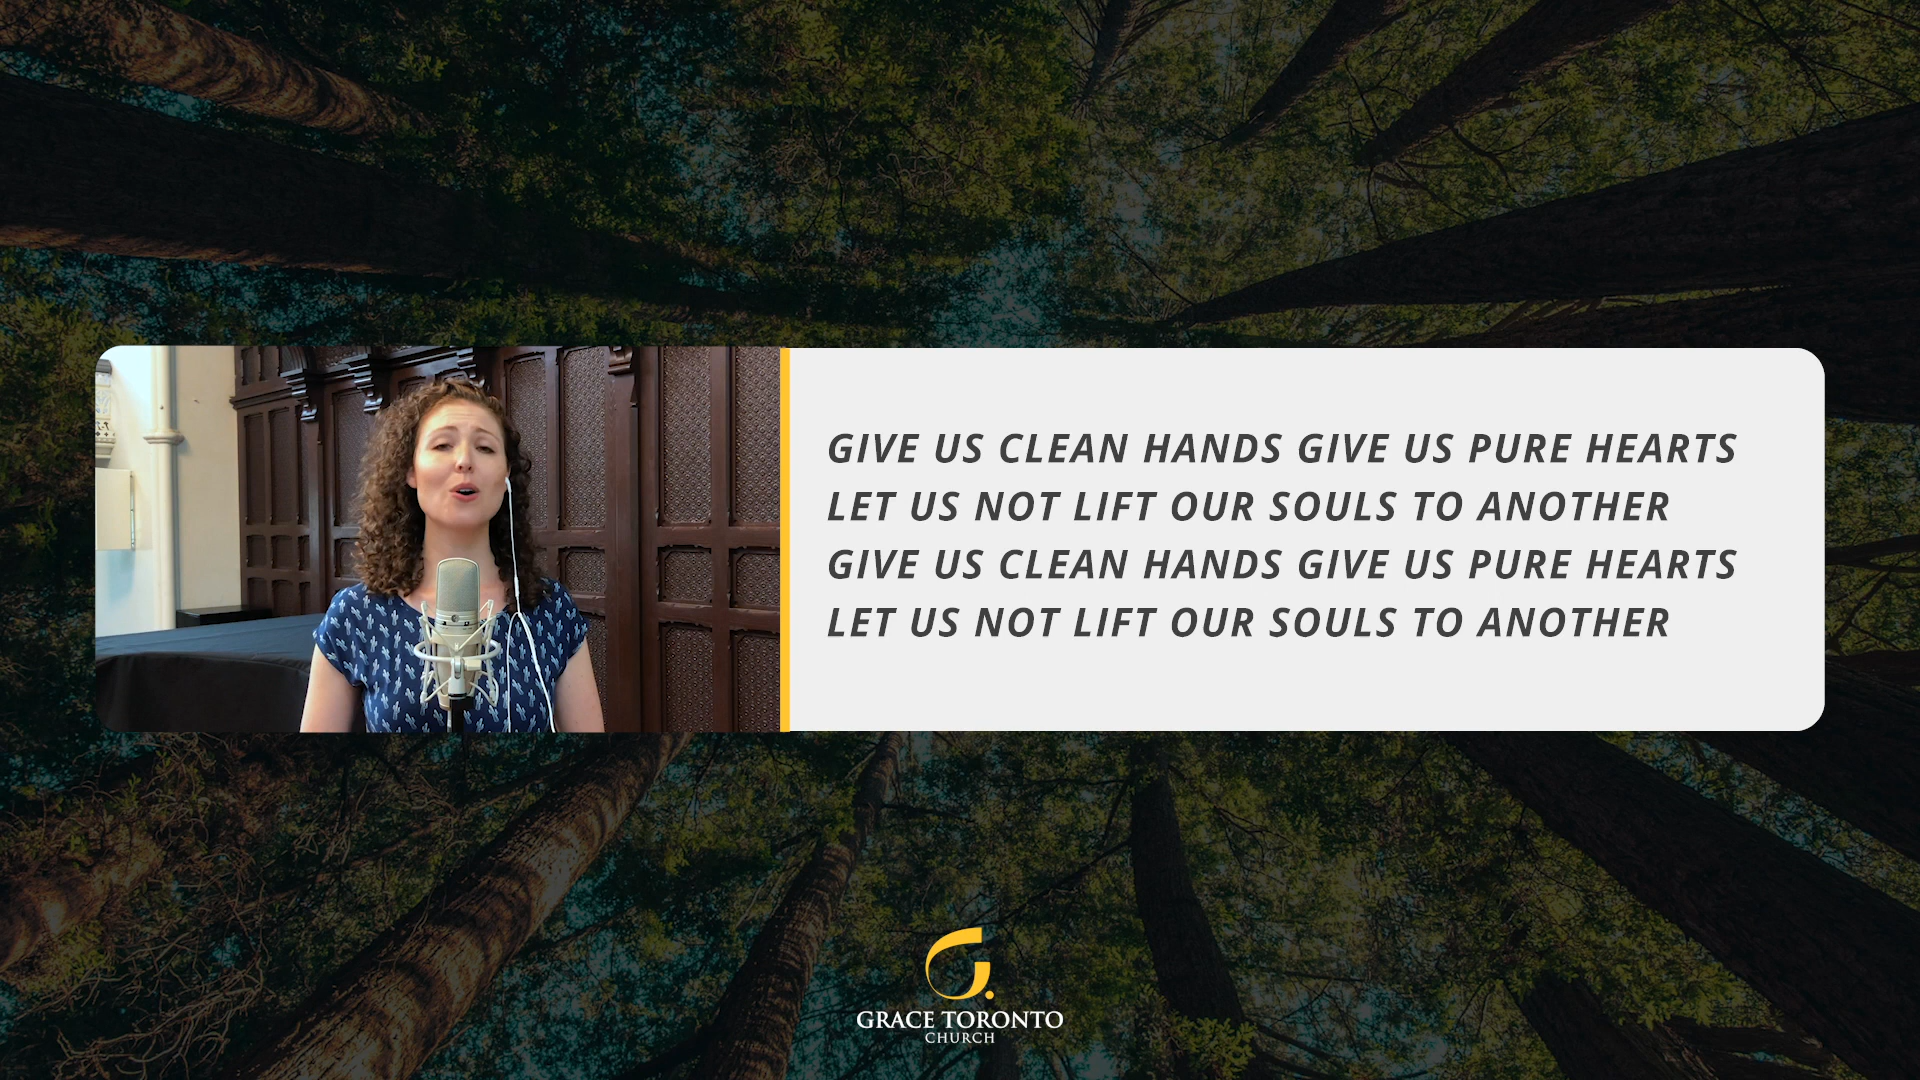 GIVE US CLEAN HANDS GIVE US PURE HEARTS
LET US NOT LIFT OUR SOULS TO ANOTHER
GIVE US CLEAN HANDS GIVE US PURE HEARTS
LET US NOT LIFT OUR SOULS TO ANOTHER
GRACE TORONTO
CHURCH